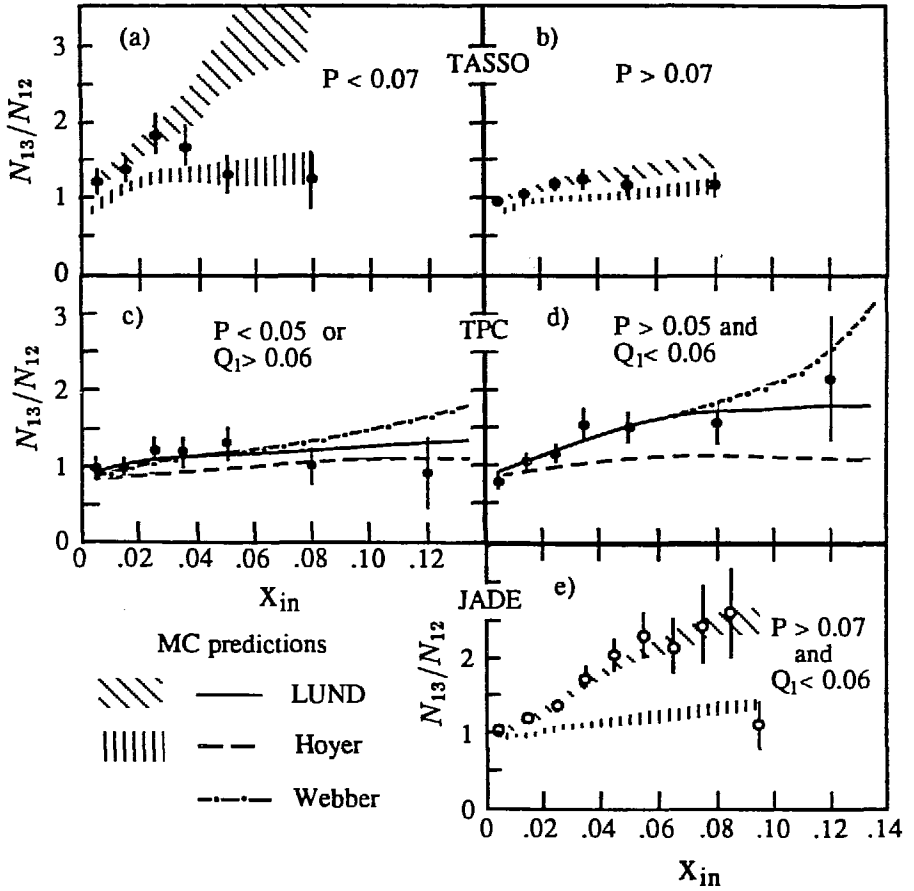 (a)
P < 0.07
TASSO
b)
P > 0.07
3
2
1
0
N13/N12
c)
P < 0.05 or
Q1> 0.06
TPC
d)
P > 0.05 and
Q1< 0.06
3
2
1
0
N13/N12
0 .02 .04 .06 .08 .10 .12
Xin
JADE
e)
P > 0.07
and
Q1< 0.06
2
1
0
N13/N12
0 .02 .04 .06 .08 .10 .12 .14
Xin
MC predictions
LUND
Hoyer
Webber